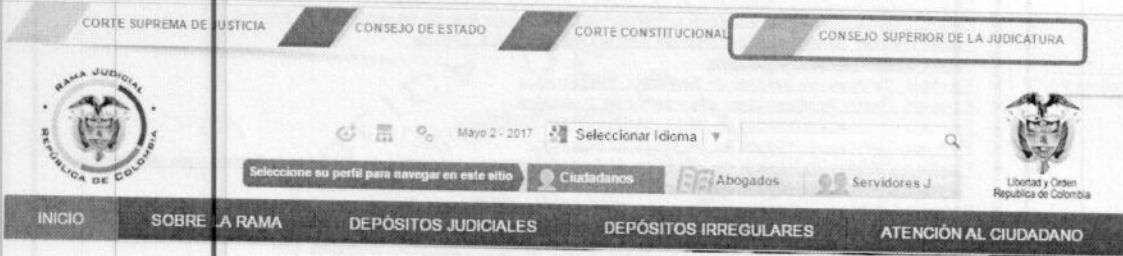 CORTE SUPREMA DE JUSTICIA CONSEJO DE ESTADO CORTE CONSTITUCIONAL CONSEJO SUPERIOR DE LA JUDICATURA
RAMA JUDICIAL
REPÚBLICA DE COLOMBIA
Mayo 2 - 2017 Seleccionar idioma
Seleccione su perfil para navegar en este sitio Ciudadanos Abogados Servidores J
Libertad y Orden
Republica de Colombia
INICIO SOBRE LA RAMA DEPÓSITOS JUDICIALES DEPÓSITOS IRREGULARES ATENCIÓN AL CIUDADANO